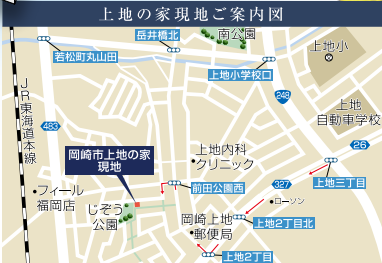 上地の家現地ご案内図
岳井橋北
南公園
若松町丸山田
上地小
上地小学校口
JR東海道本線
248
上地
自動車学校
483
26
岡崎市上地の家
現地
上地内科
クリニック
前田公園西
327
上地三丁目
フィール
福岡店
じぞう
公園
ローソン
岡崎上地
郵便局
上地2丁目北
上地2丁目